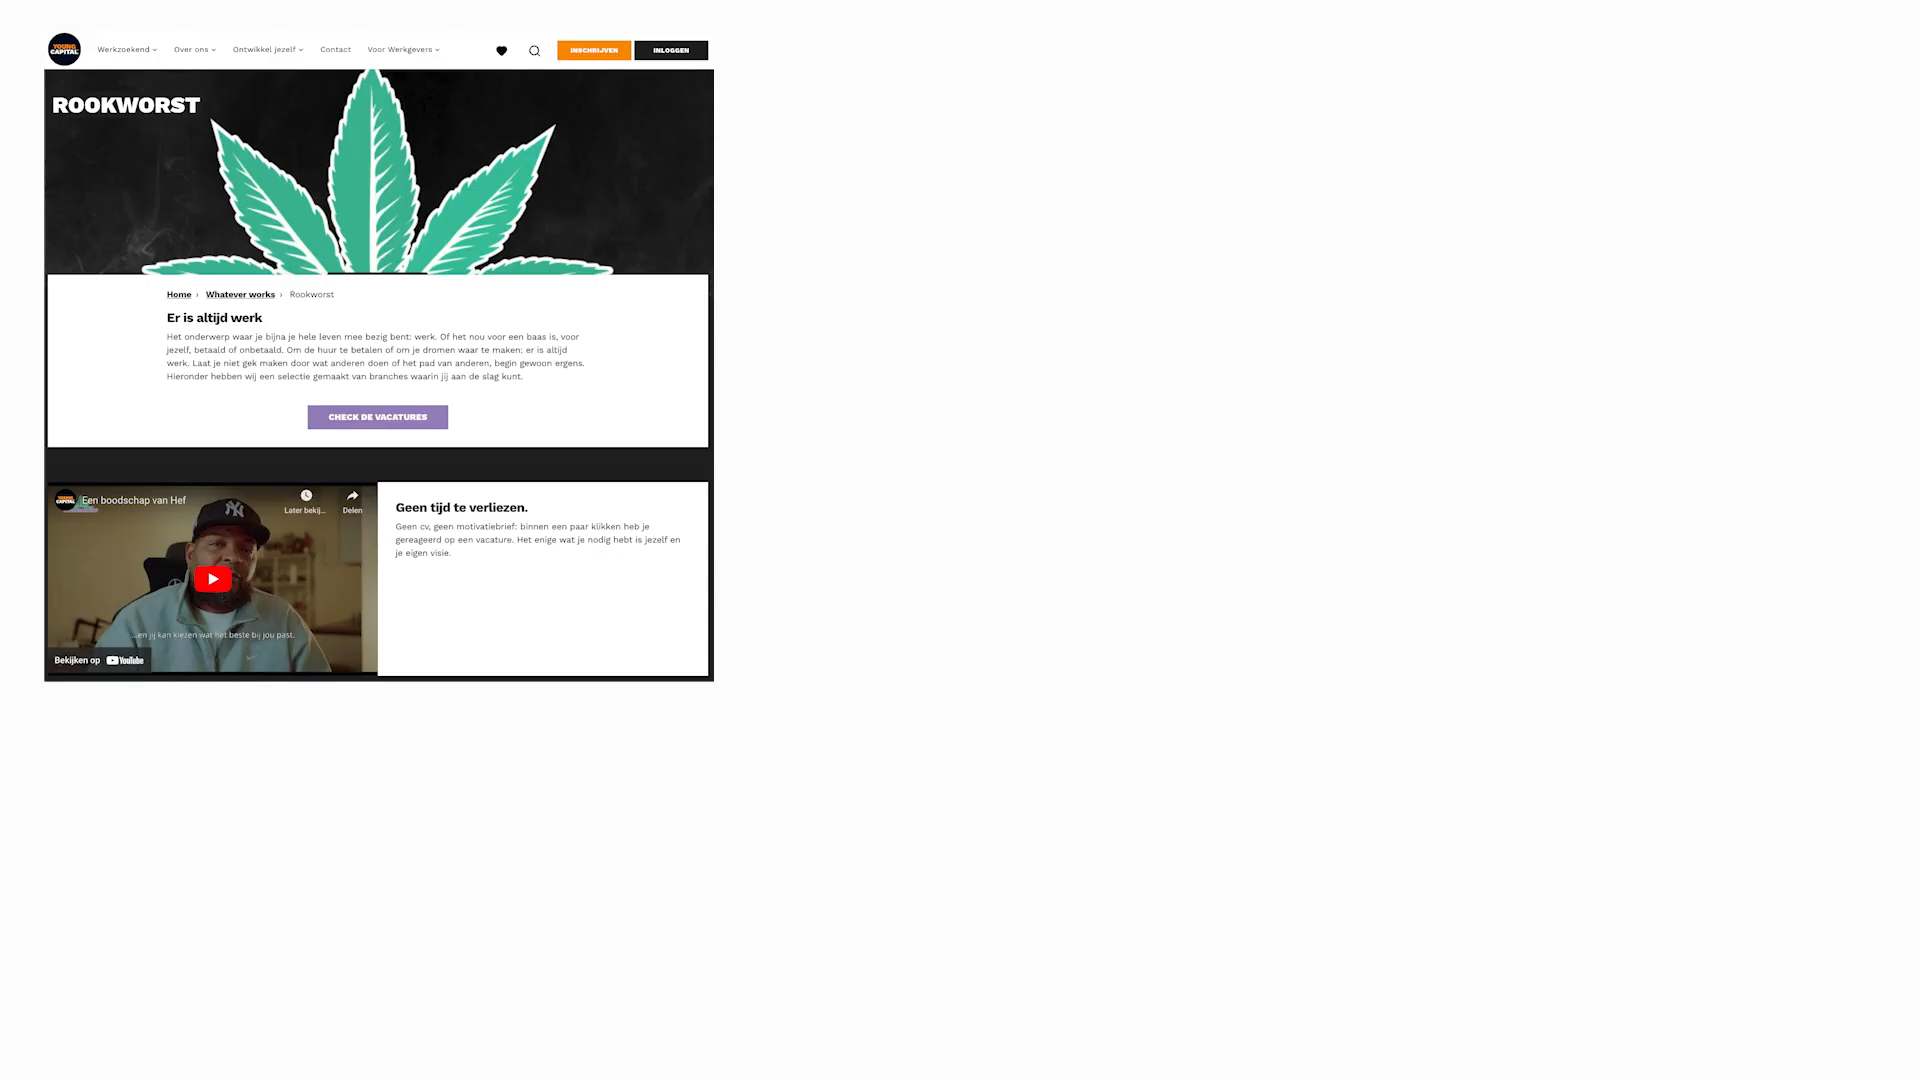 YOUNG
CAPITAL
Werkzoekend
Over ons
Ontwikkel jezelf
Contact
Voor Werkgevers
INSCHRIJVEN
INLOGGEN
ROOKWORST
Home › Whatever works › Rookworst
Er is altijd werk
Het onderwerp waar je bijna je hele leven mee bezig bent: werk. Of het nou voor een baas is, voor
jezelf, betaald of onbetaald. Om de huur te betalen of om je dromen waar te maken: er is altijd
werk. Laat je niet gek maken door wat anderen doen of het pad van anderen, begin gewoon ergens.
Hieronder hebben wij een selectie gemaakt van branches waarin jij aan de slag kunt.
CHECK DE VACATURES
YOUNG
CAPITAL
Een boodschap van Hef
Later bekij...
Delen
NY
...en jij kan kiezen wat het beste bij jou past.
Bekijken op YouTube
Geen tijd te verliezen.
Geen cv, geen motivatiebrief: binnen een paar klikken heb je
gereageerd op een vacature. Het enige wat je nodig hebt is jezelf en
je eigen visie.